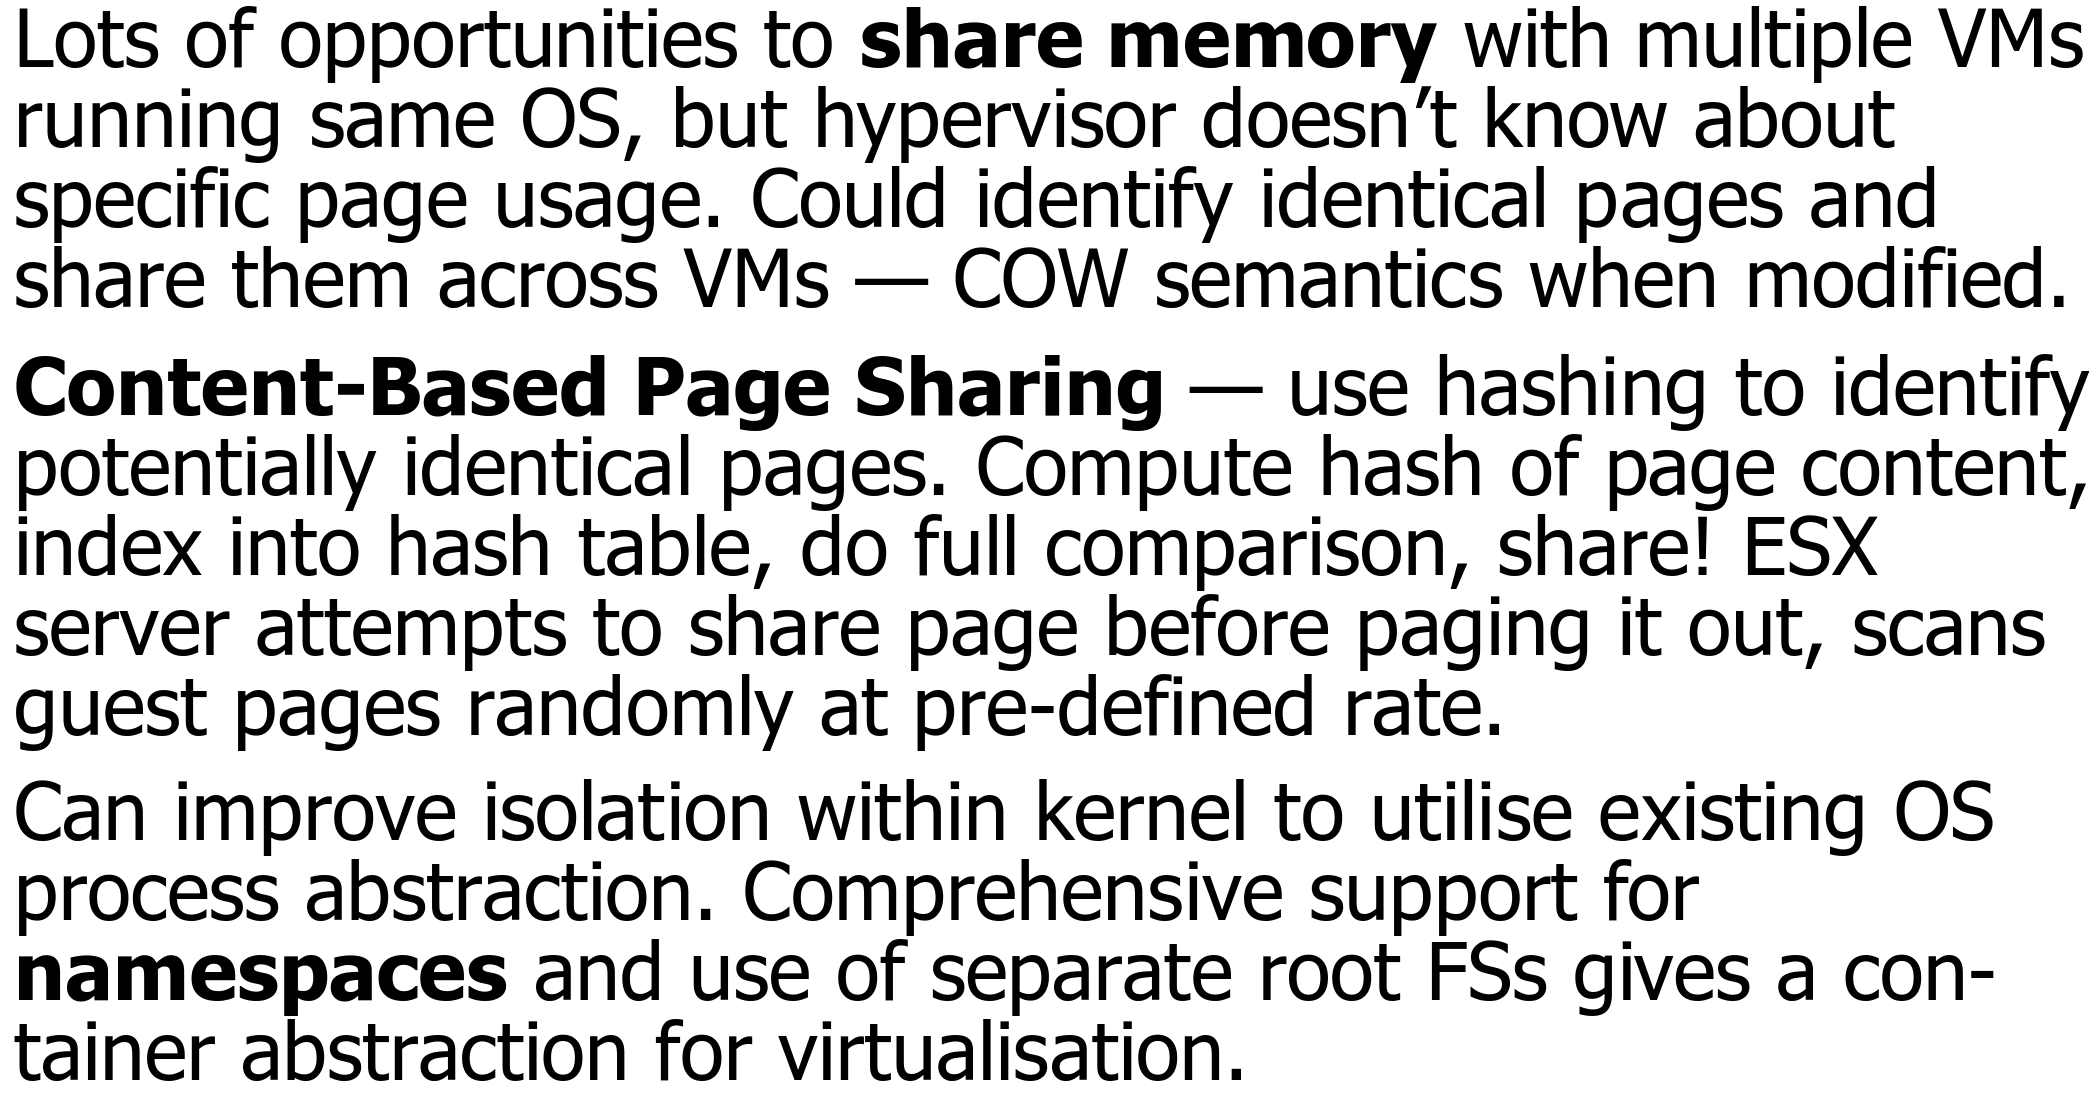 Lots of opportunities to share memory with multiple VMs
running same OS, but hypervisor doesn’t know about
specific page usage. Could identify identical pages and
share them across VMs — COW semantics when modified.
Content-Based Page Sharing — use hashing to identify
potentially identical pages. Compute hash of page content,
index into hash table, do full comparison, share! ESX
server attempts to share page before paging it out, scans
guest pages randomly at pre-defined rate.
Can improve isolation within kernel to utilise existing OS
process abstraction. Comprehensive support for
namespaces and use of separate root FSs gives a con-
tainer abstraction for virtualisation.